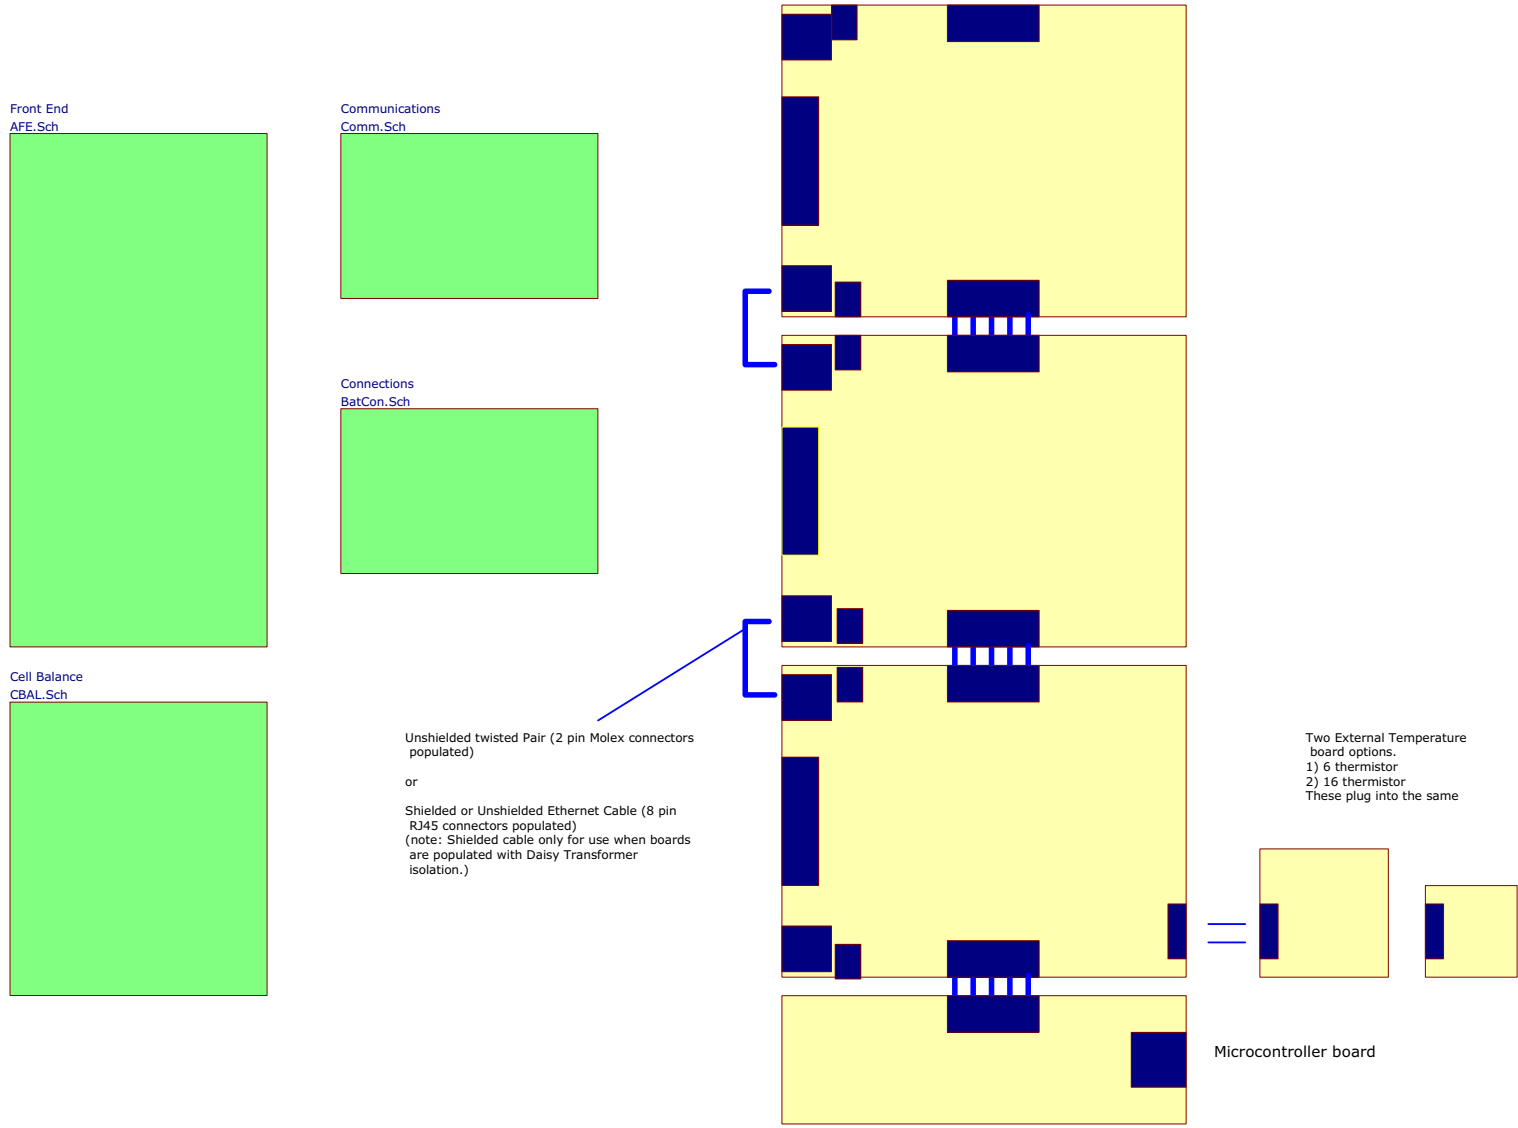 Front End
AFE.Sch
Communications
Comm.Sch
Connections
BatCon.Sch
Cell Balance
CBAL.Sch
Unshielded twisted Pair (2 pin Molex connectors
populated)
or
Shielded or Unshielded Ethernet Cable (8 pin
RJ45 connectors populated)
(note: Shielded cable only for use when boards
are populated with Daisy Transformer
isolation.)
Two External Temperature
board options.
1) 6 thermistor
2) 16 thermistor
These plug into the same
Microcontroller board